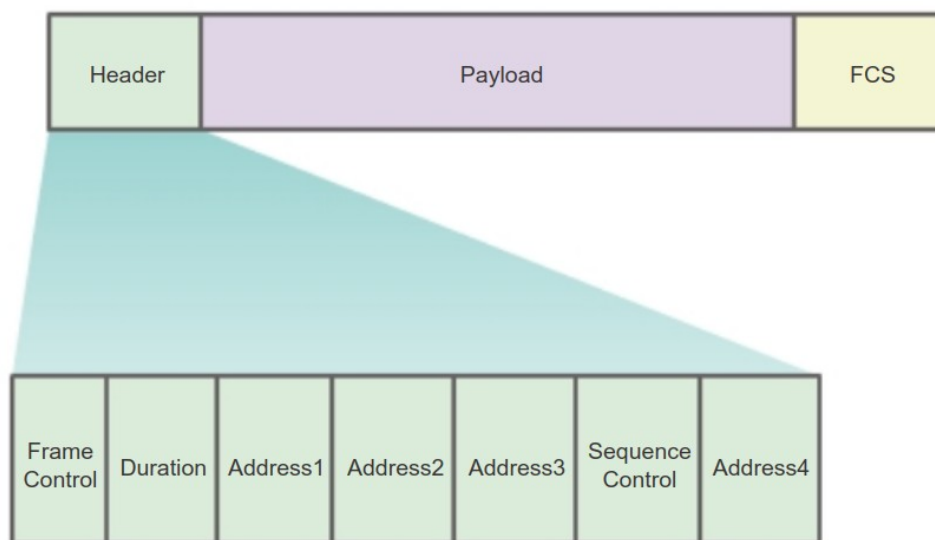 Header
Payload
FCS
Frame
Control
Duration
Address1
Address2
Address3
Sequence
Control
Address4